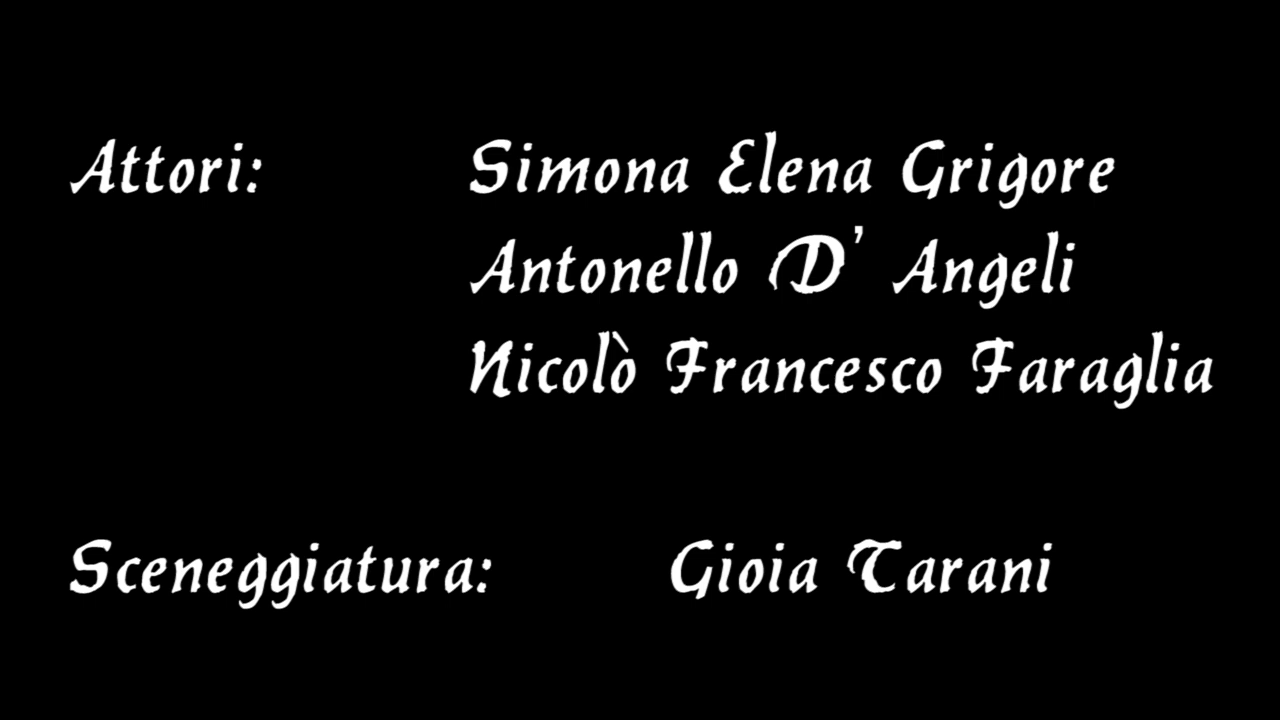 Attori: Simona Elena Grigore
Antonello D' Angeli
Nicolò Francesco Faraglia
Sceneggiatura: Gioia Tarani